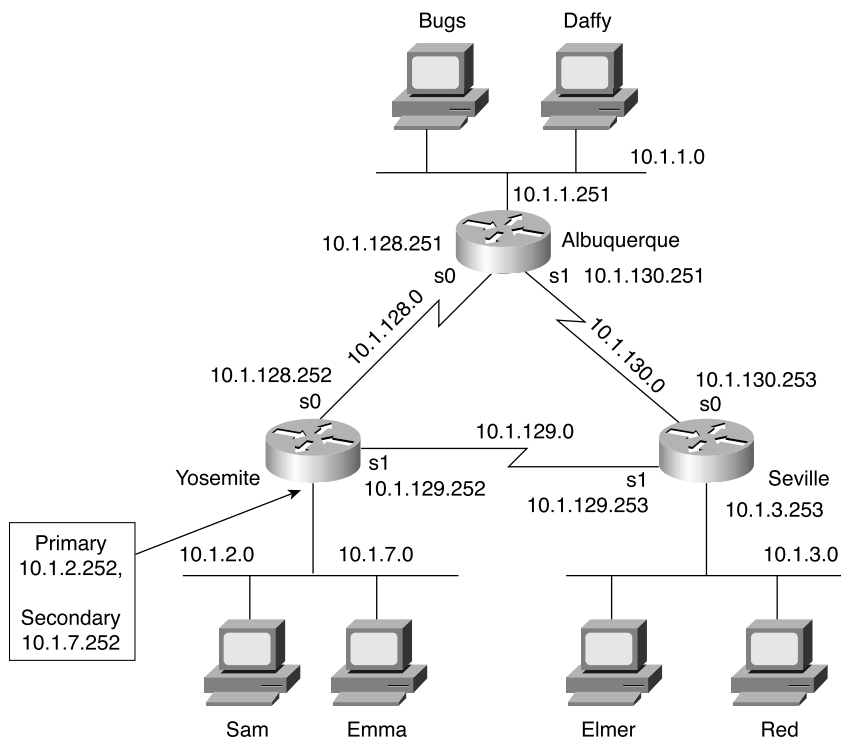 Bugs
Daffy
10.1.1.0
10.1.1.251
10.1.128.251
Albuquerque
s0
s1
10.1.130.251
10.1.128.0
10.1.130.0
10.1.128.252
s0
10.1.130.253
s0
10.1.129.0
Yosemite
s1
10.1.129.252
s1
10.1.129.253
Seville
10.1.3.253
Primary
10.1.2.252,
Secondary
10.1.7.252
10.1.2.0
10.1.7.0
10.1.3.0
Sam
Emma
Elmer
Red